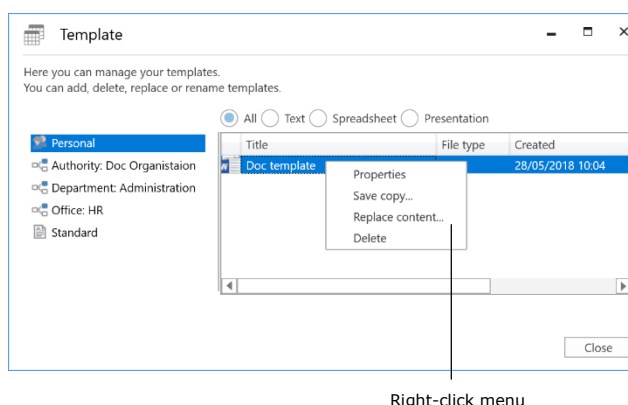 Template
Here you can manage your templates.
You can add, delete, replace or rename templates.
All Text Spreadsheet Presentation
Personal
Authority: Doc Organistaion
Department: Administration
Office: HR
Standard
Title File type Created
Doc template 28/05/2018 10:04
Properties
Save copy...
Replace content...
Delete
Close
Right-click menu